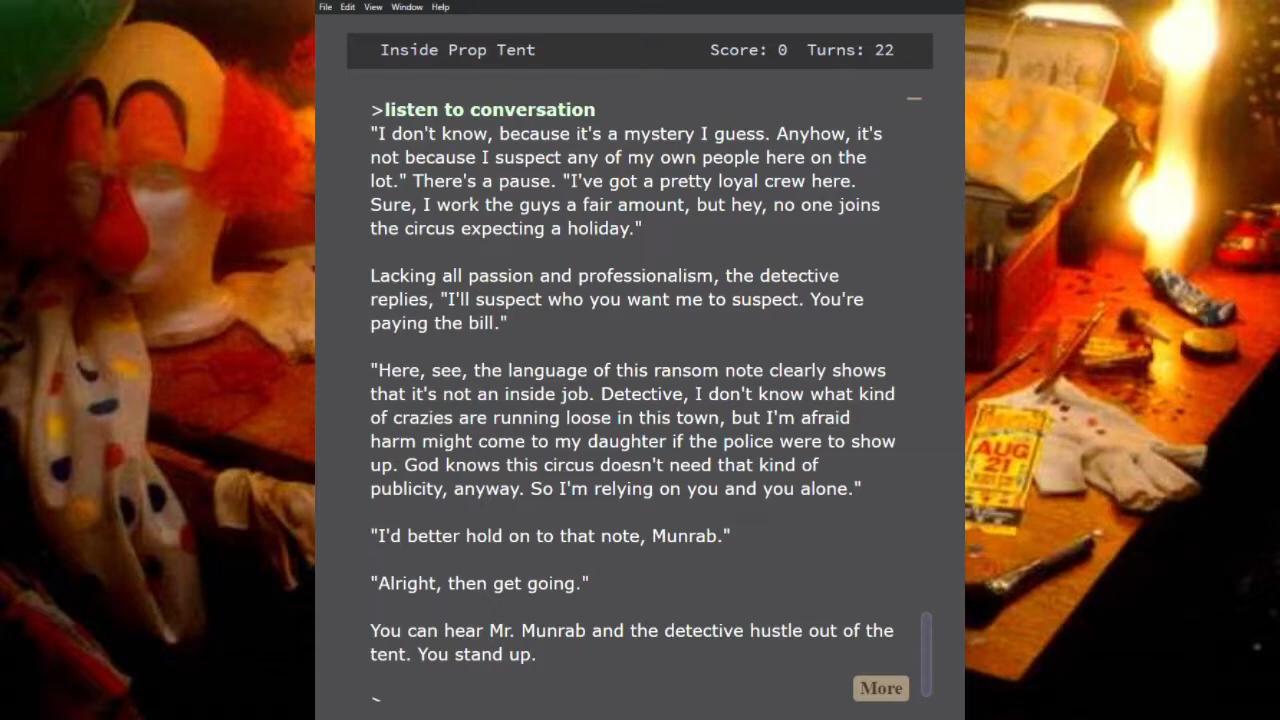 File Edit View Window Help
Inside Prop Tent Score: 0 Turns: 22
>listen to conversation
"I don't know, because it's a mystery I guess. Anyhow, it's
not because I suspect any of my own people here on the
lot." There's a pause. "I've got a pretty loyal crew here.
Sure, I work the guys a fair amount, but hey, no one joins
the circus expecting a holiday."
Lacking all passion and professionalism, the detective
replies, "I'll suspect who you want me to suspect. You're
paying the bill."
"Here, see, the language of this ransom note clearly shows
that it's not an inside job. Detective, I don't know what kind
of crazies are running loose in this town, but I'm afraid
harm might come to my daughter if the police were to show
up. God knows this circus doesn't need that kind of
publicity, anyway. So I'm relying on you and you alone."
"I'd better hold on to that note, Munrab."
"Alright, then get going."
You can hear Mr. Munrab and the detective hustle out of the
tent. You stand up.
More
AUG
21